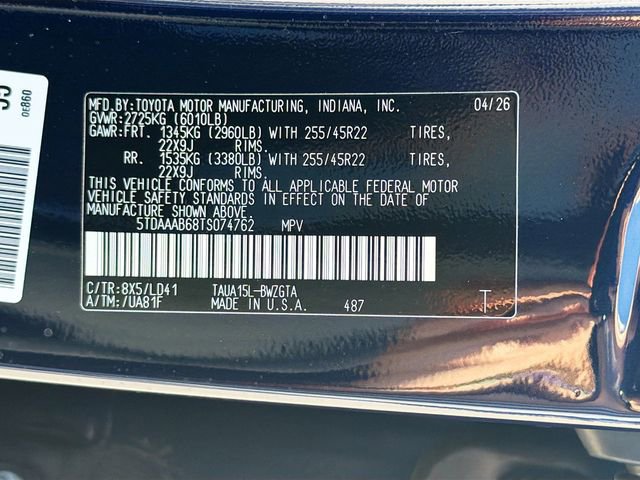 MFD.BY:TOYOTA MOTOR MANUFACTURING, INDIANA, INC. 04/26
GVWR:2725KG (6010LB)
GAWR:FRT. 1345KG (2960LB) WITH 255/45R22 TIRES,
22X9J RIMS.
RR. 1535KG (3380LB) WITH 255/45R22 TIRES,
22X9J RIMS.
THIS VEHICLE CONFORMS TO ALL APPLICABLE FEDERAL MOTOR
VEHICLE SAFETY STANDARDS IN EFFECT ON THE DATE OF
MANUFACTURE SHOWN ABOVE.
5TDAAAB68TS074762 MPV
C/TR:8X5/LD41 TAUA15L-BWZGTA
A/TM:/UA81F MADE IN U.S.A. 487 T
0E860